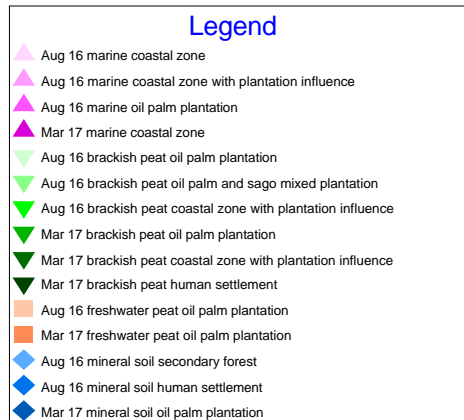 Legend
Aug 16 marine coastal zone
Aug 16 marine coastal zone with plantation influence
Aug 16 marine oil palm plantation
Mar 17 marine coastal zone
Aug 16 brackish peat oil palm plantation
Aug 16 brackish peat oil palm and sago mixed plantation
Aug 16 brackish peat coastal zone with plantation influence
Mar 17 brackish peat oil palm plantation
Mar 17 brackish peat coastal zone with plantation influence
Mar 17 brackish peat human settlement
Aug 16 freshwater peat oil palm plantation
Mar 17 freshwater peat oil palm plantation
Aug 16 mineral soil secondary forest
Aug 16 mineral soil human settlement
Mar 17 mineral soil oil palm plantation